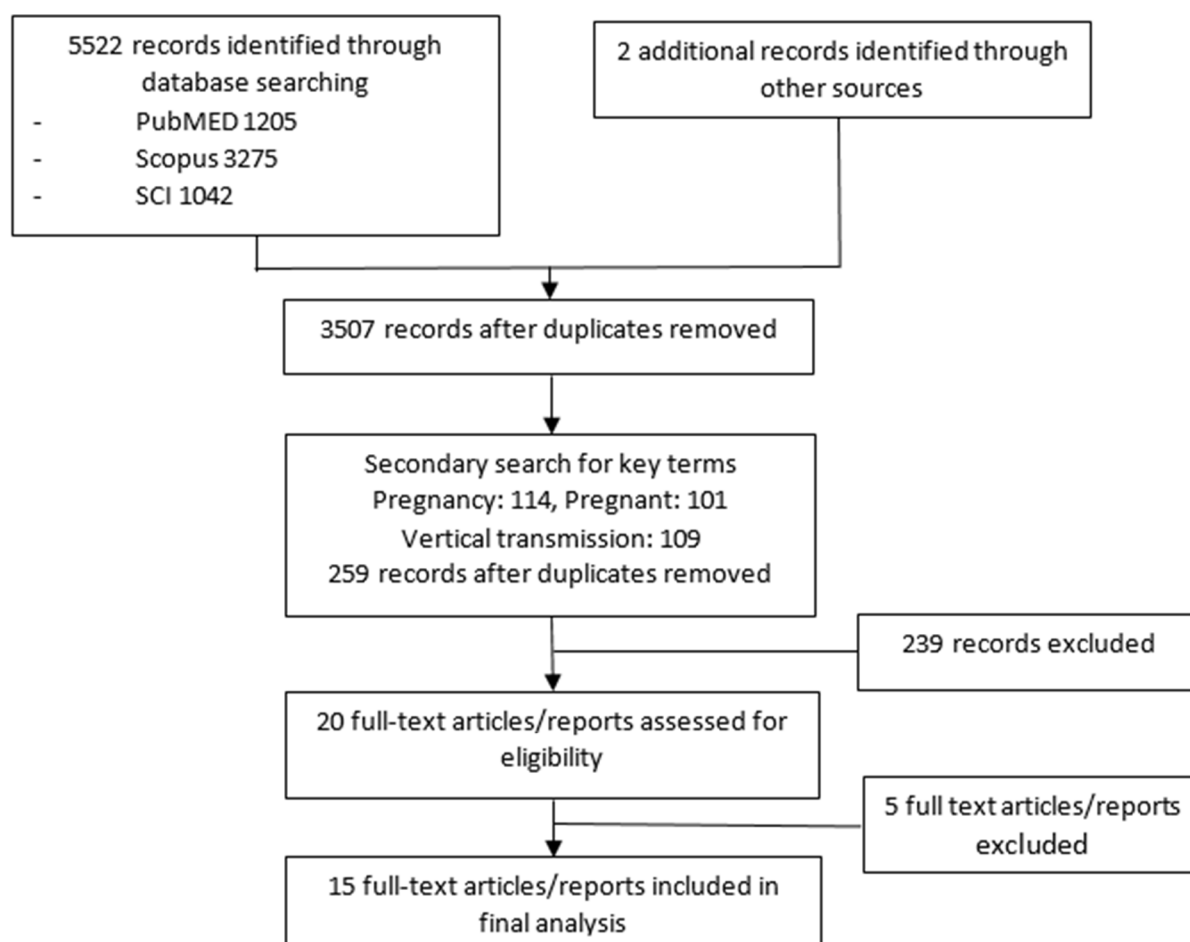 5522 records identified through
database searching
- PubMED 1205
- Scopus 3275
- SCI 1042
2 additional records identified through
other sources
3507 records after duplicates removed
Secondary search for key terms
Pregnancy: 114, Pregnant: 101
Vertical transmission: 109
259 records after duplicates removed
239 records excluded
20 full-text articles/reports assessed for
eligibility
5 full text articles/reports
excluded
15 full-text articles/reports included in
final analysis